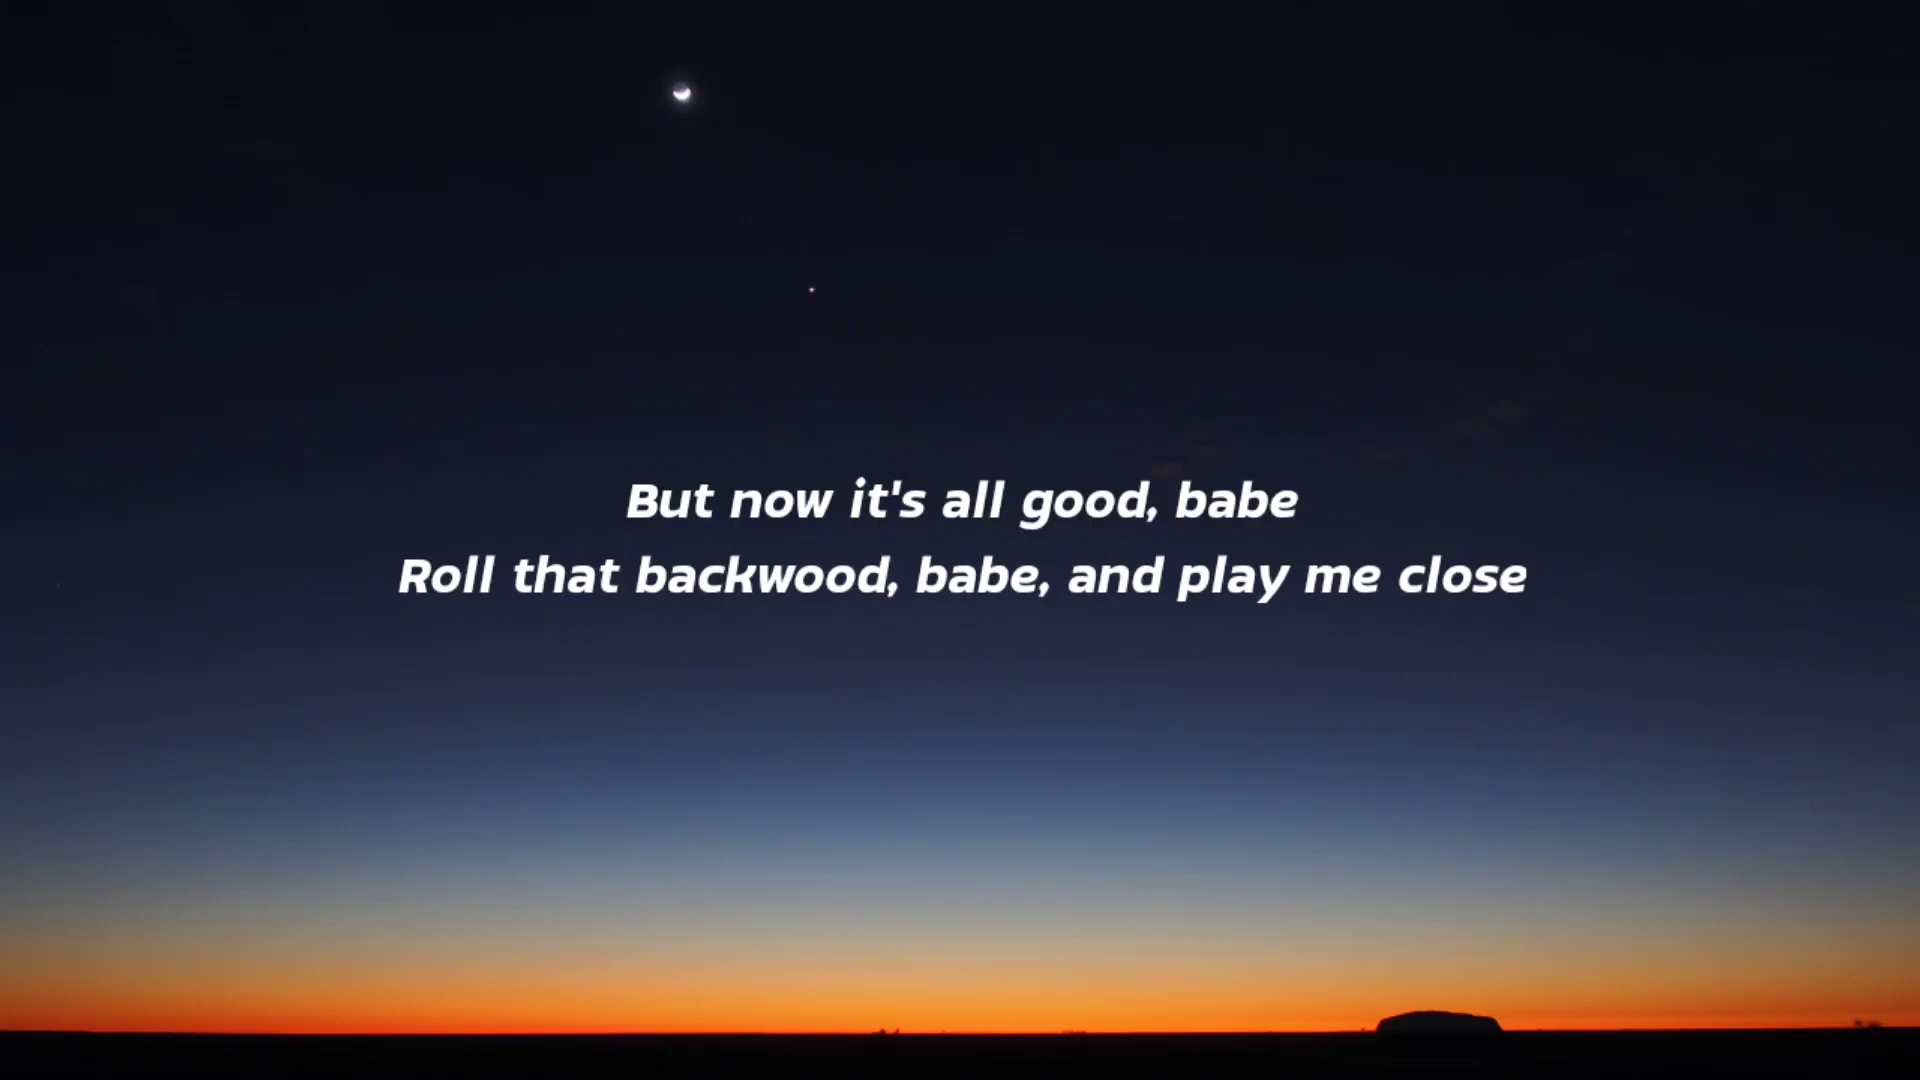 But now it's all good, babe
Roll that backwood, babe, and play me close